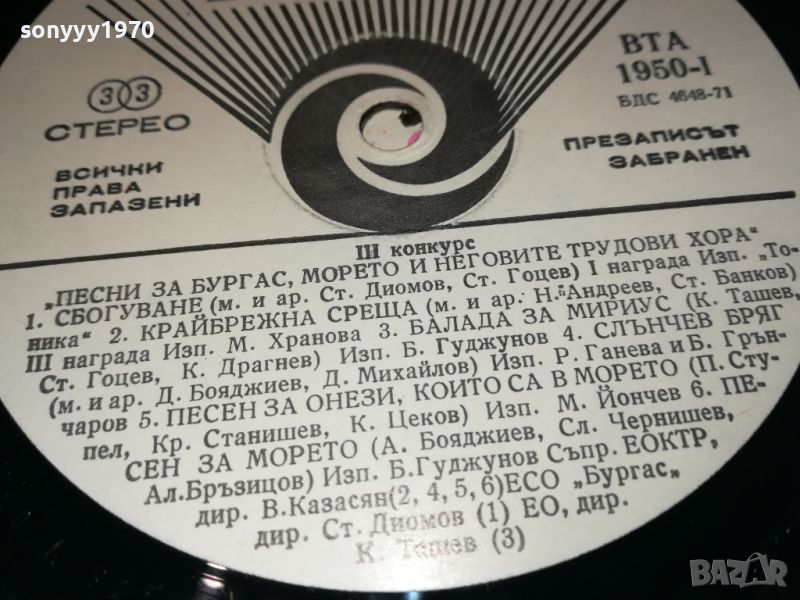 sonyyy1970
33
СТЕРЕО
ВСИЧКИ
ПРАВА
ЗАПАЗЕНИ
ВТА
1950-I
БДС 4648-71
ПРЕЗАПИСЪТ
ЗАБРАНЕН
III конкурс
„ПЕСНИ ЗА БУРГАС, МОРЕТО И НЕГОВИТЕ ТРУДОВИ ХОРА"
1. СБОГУВАНЕ (м. и ар. Ст. Диомов, Ст. Гоцев) I награда Изп. "То-
ника" 2. КРАЙБРЕЖНА СРЕЩА (м. и ар. Н. Андреев, Ст. Банков)
III награда Изп. М. Хранова 3. БАЛАДА ЗА МИРИУС (К. Ташев,
Ст. Гоцев, К. Драгнев) Изп. Б. Гуджунов 4. СЛЪНЧЕВ БРЯГ
(м. и ар. Д. Бояджиев, Д. Михайлов) Изп. Р. Ганева и Б. Грън-
чаров 5. ПЕСЕН ЗА ОНЕЗИ, КОИТО СА В МОРЕТО (П. Сту-
пел, Кр. Станишев, К. Цеков) Изп. М. Йончев 6. ПЕ-
СЕН ЗА МОРЕТО (А. Бояджиев, Сл. Чернишев,
Ал.Бръзицов) Изп. Б.Гуджунов Съпр. ЕОКТР,
дир. В.Казасян(2, 4, 5, 6)ЕСО „Бургас„
дир. Ст. Диомов (1) ЕО, дир.
К. Ташев (3)
BAZAR